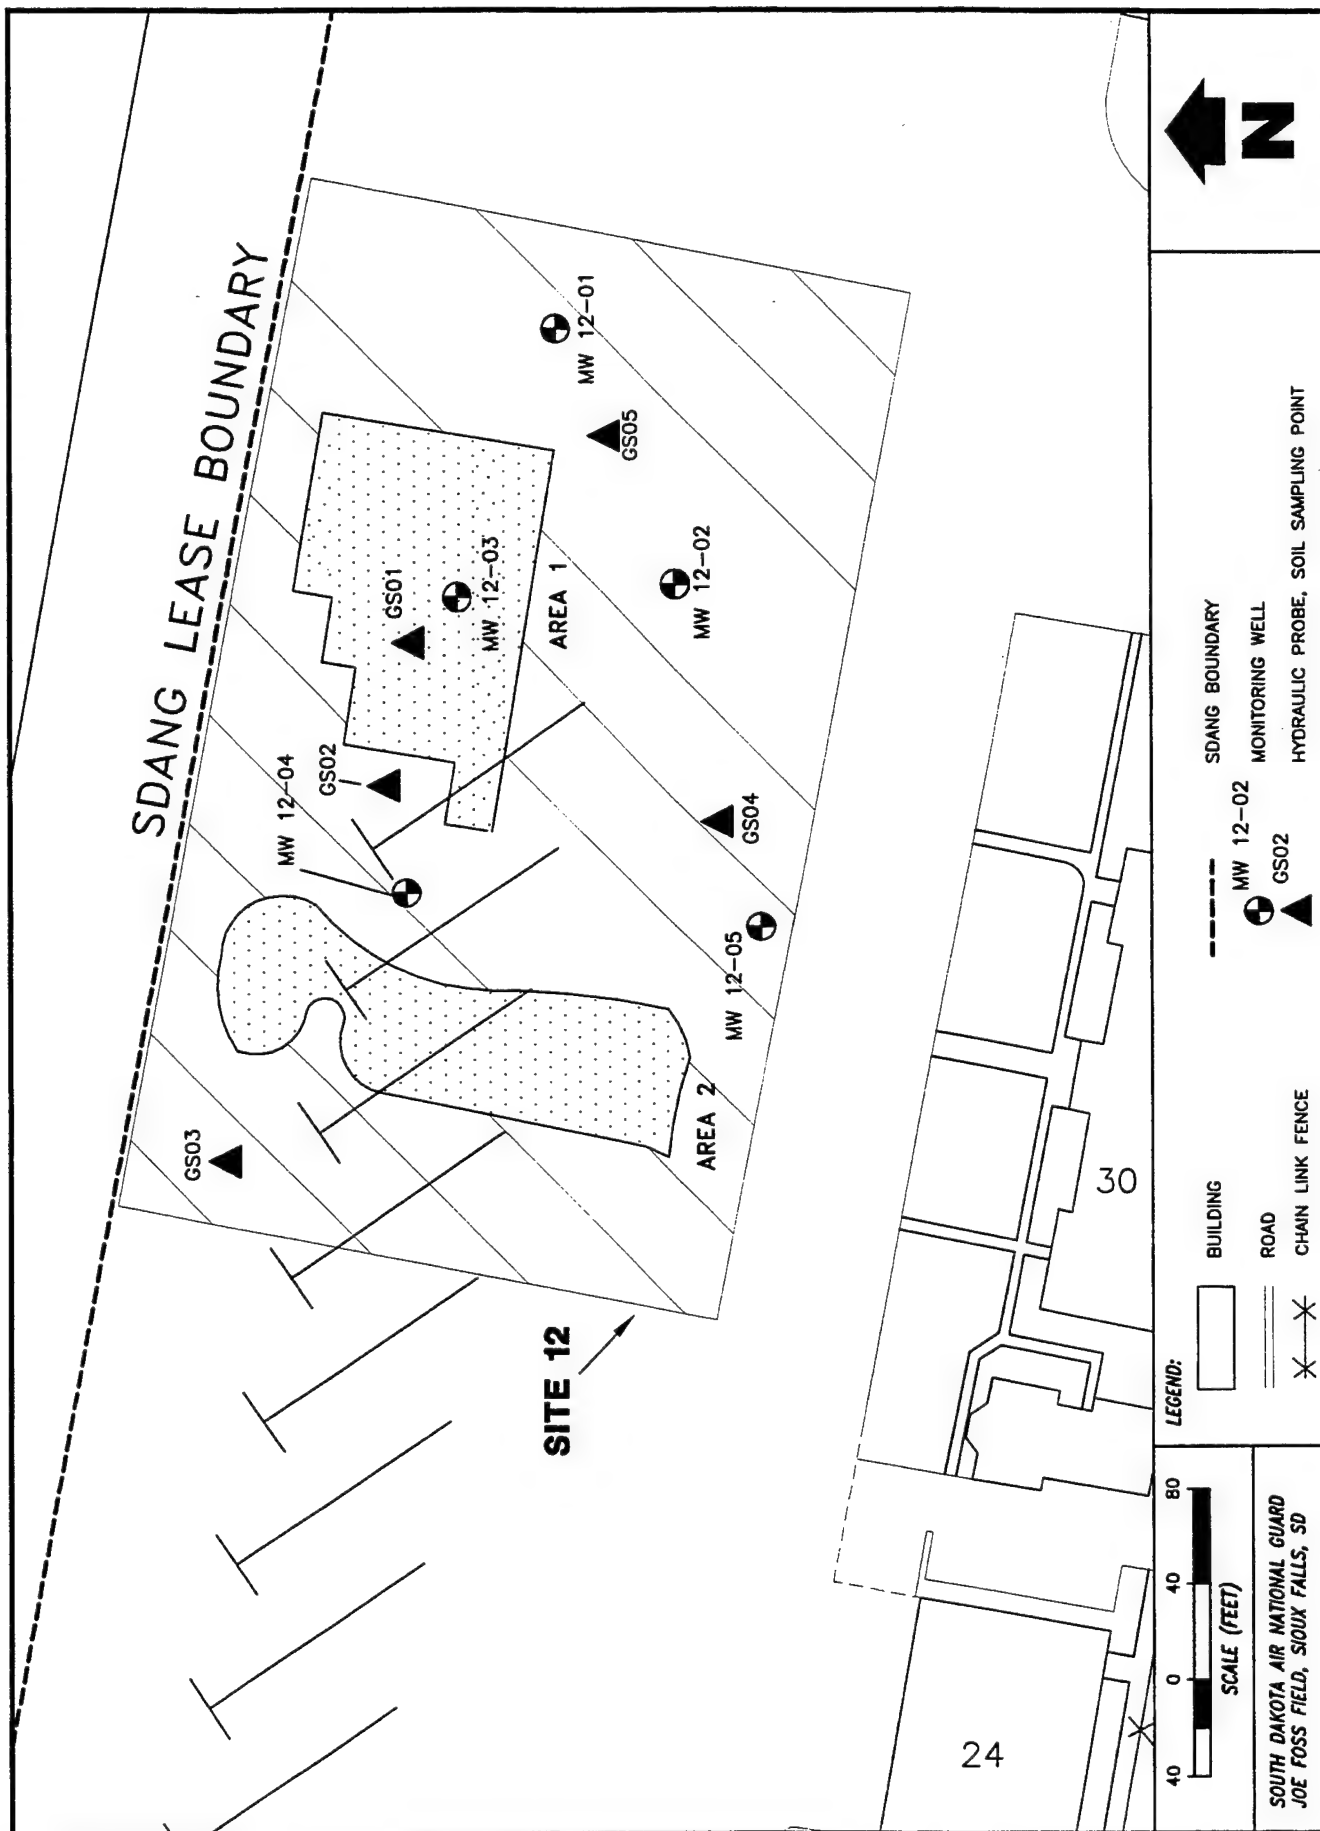 SDANG LEASE BOUNDARY
MW 12-04
GS02
GS01
MW 12-03
AREA 1
MW 12-01
GS05
MW 12-02
GS03
GS04
MW 12-05
AREA 2
SITE 12
30
24
40 0 40 80
SCALE (FEET)
SOUTH DAKOTA AIR NATIONAL GUARD
JOE FOSS FIELD, SIOUX FALLS, SD
LEGEND:
BUILDING
ROAD
CHAIN LINK FENCE
SDANG BOUNDARY
MW 12-02
MONITORING WELL
GS02
HYDRAULIC PROBE, SOIL SAMPLING POINT
N